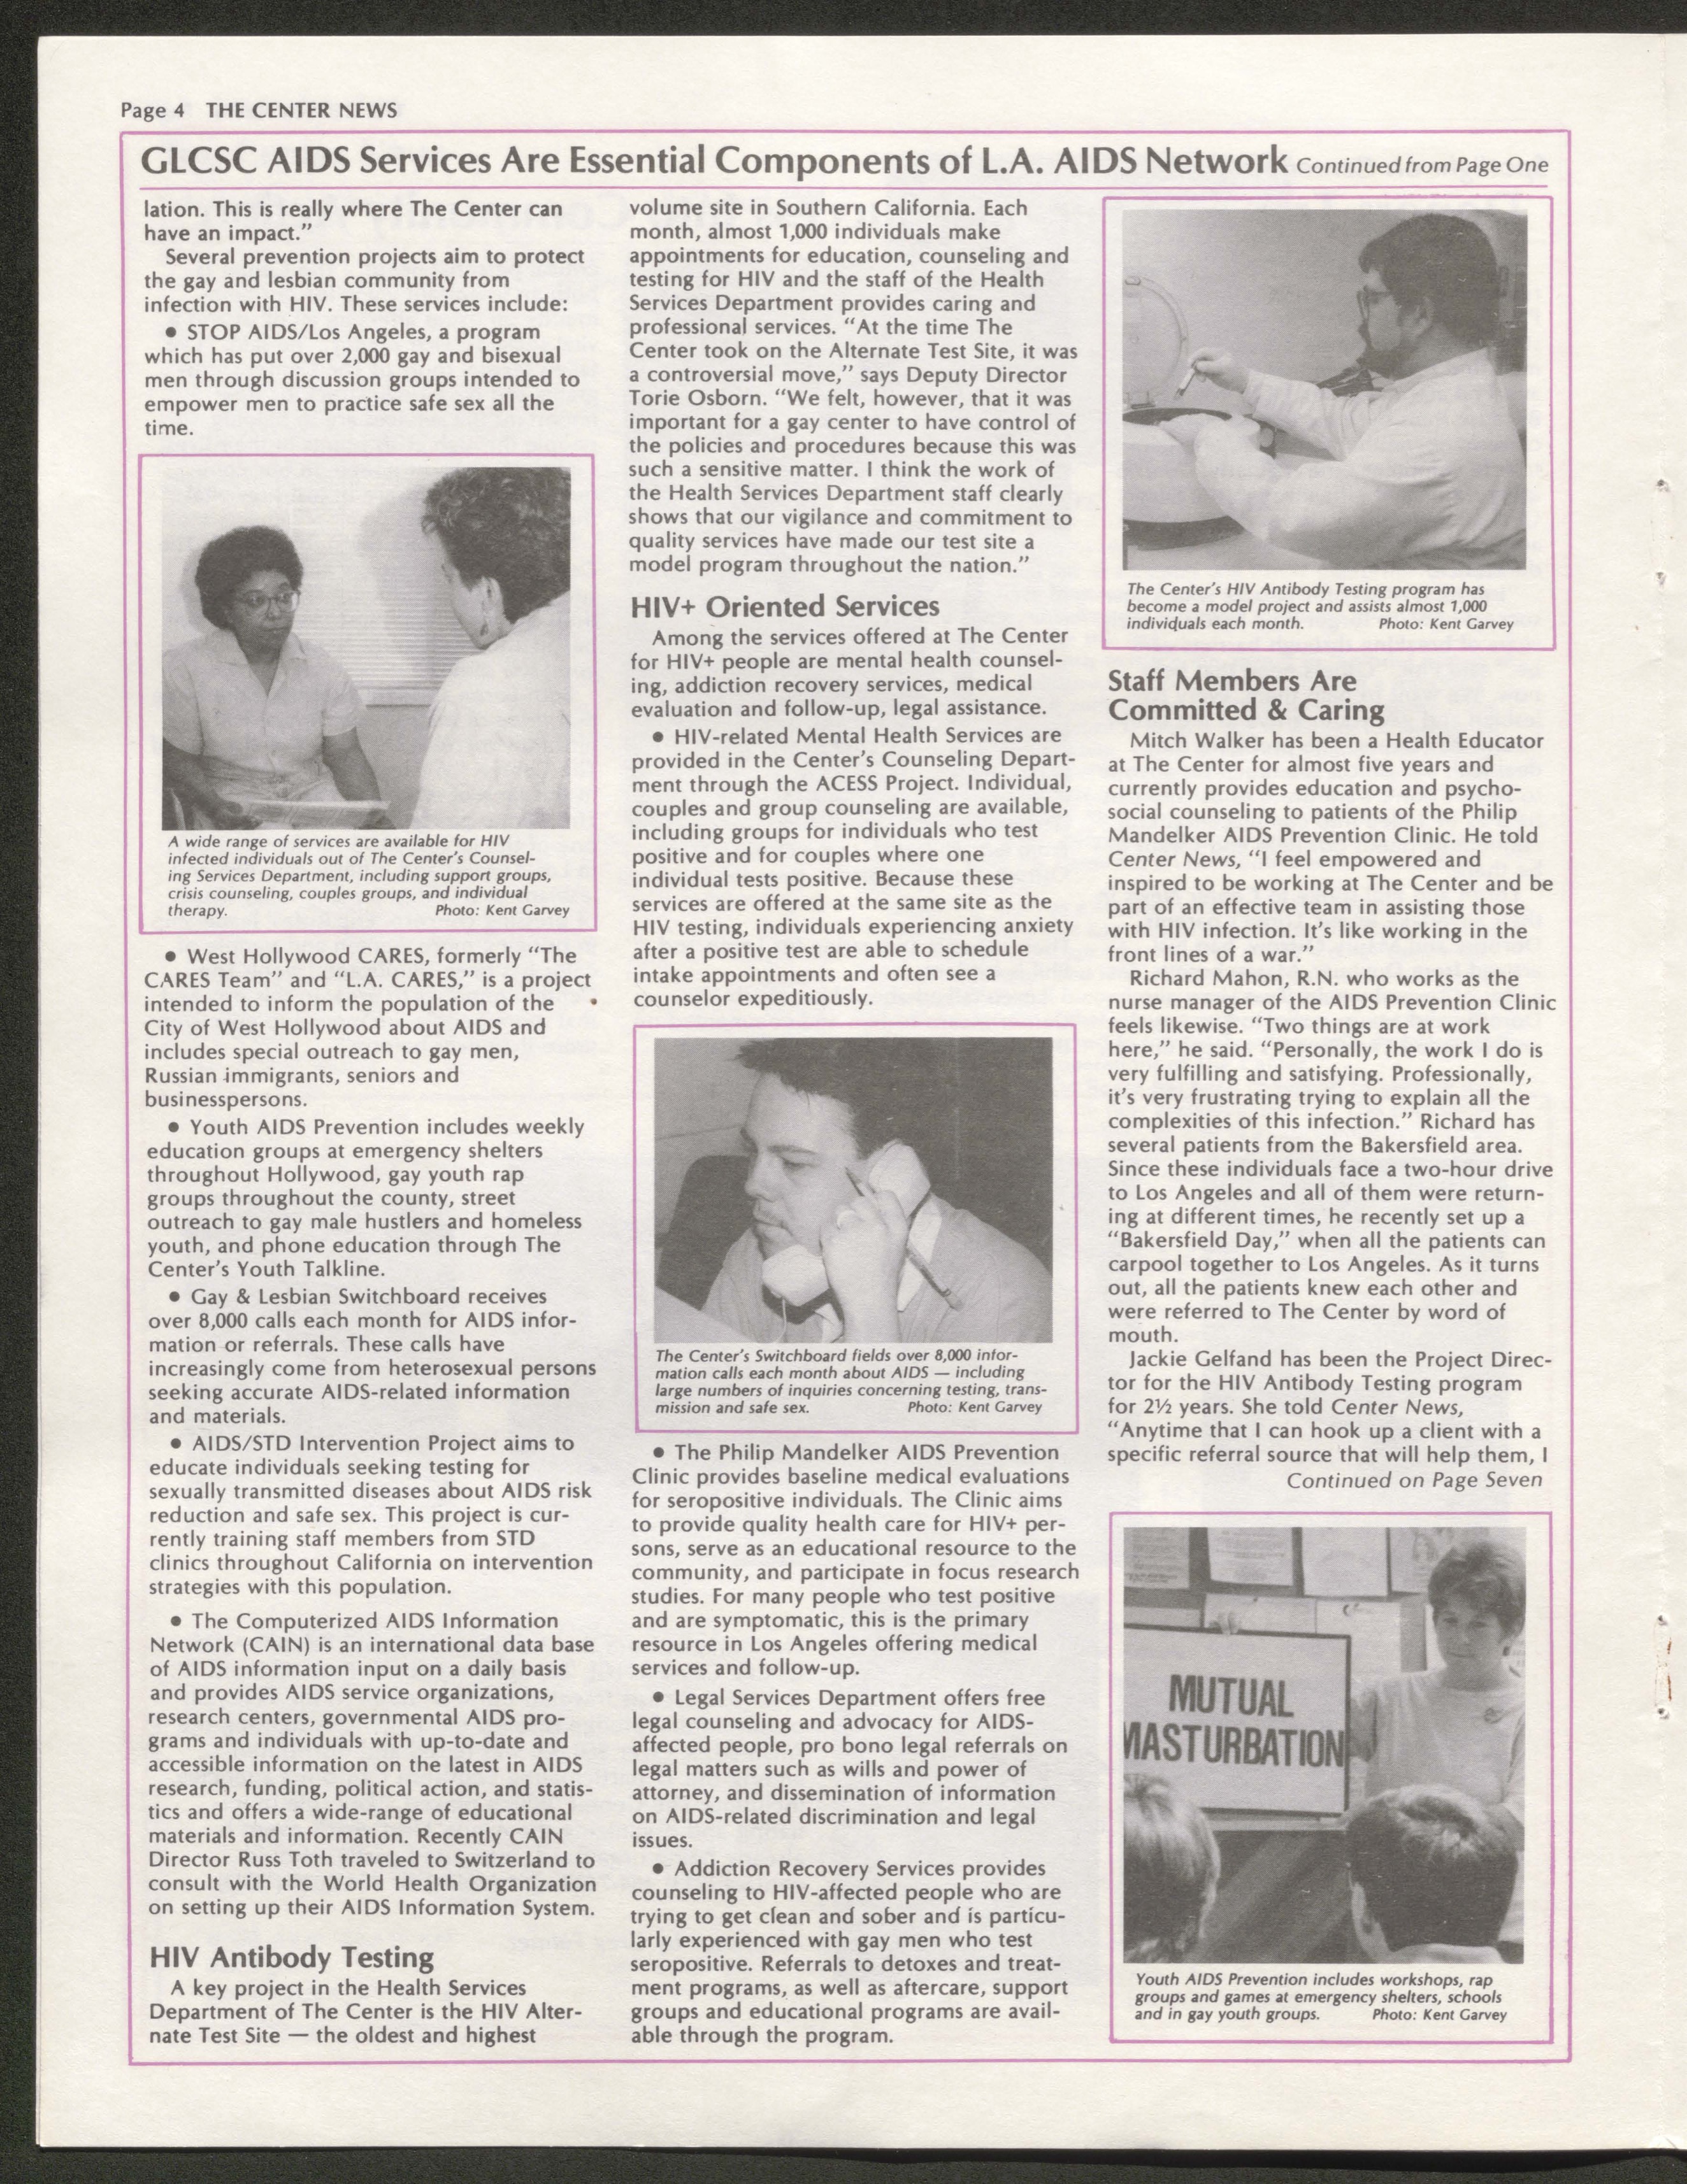 Page 4 THE CENTER NEWS
GLCSC AIDS Services Are Essential Components of L.A. AIDS Network Continued from Page One
lation. This is really where The Center can
have an impact.”
Several prevention projects aim to protect
the gay and lesbian community from
infection with HIV. These services include:
• STOP AIDS/Los Angeles, a program
which has put over 2,000 gay and bisexual
men through discussion groups intended to
empower men to practice safe sex all the
time.
A wide range of services are available for HIV
infected individuals out of The Center's Counsel-
ing Services Department, including support groups,
crisis counseling, couples groups, and individual
therapy. Photo: Kent Garvey
• West Hollywood CARES, formerly “The
CARES Team” and “L.A. CARES,” is a project
intended to inform the population of the
City of West Hollywood about AIDS and
includes special outreach to gay men,
Russian immigrants, seniors and
businesspersons.
• Youth AIDS Prevention includes weekly
education groups at emergency shelters
throughout Hollywood, gay youth rap
groups throughout the county, street
outreach to gay male hustlers and homeless
youth, and phone education through The
Center's Youth Talkline.
• Gay & Lesbian Switchboard receives
over 8,000 calls each month for AIDS infor-
mation or referrals. These calls have
increasingly come from heterosexual persons
seeking accurate AIDS-related information
and materials.
• AIDS/STD Intervention Project aims to
educate individuals seeking testing for
sexually transmitted diseases about AIDS risk
reduction and safe sex. This project is cur-
rently training staff members from STD
clinics throughout California on intervention
strategies with this population.
• The Computerized AIDS Information
Network (CAIN) is an international data base
of AIDS information input on a daily basis
and provides AIDS service organizations,
research centers, governmental AIDS pro-
grams and individuals with up-to-date and
accessible information on the latest in AIDS
research, funding, political action, and statis-
tics and offers a wide-range of educational
materials and information. Recently CAIN
Director Russ Toth traveled to Switzerland to
consult with the World Health Organization
on setting up their AIDS Information System.
HIV Antibody Testing
A key project in the Health Services
Department of The Center is the HIV Alter-
nate Test Site — the oldest and highest
volume site in Southern California. Each
month, almost 1,000 individuals make
appointments for education, counseling and
testing for HIV and the staff of the Health
Services Department provides caring and
professional services. “At the time The
Center took on the Alternate Test Site, it was
a controversial move,” says Deputy Director
Torie Osborn. “We felt, however, that it was
important for a gay center to have control of
the policies and procedures because this was
such a sensitive matter. I think the work of
the Health Services Department staff clearly
shows that our vigilance and commitment to
quality services have made our test site a
model program throughout the nation.”
HIV+ Oriented Services
Among the services offered at The Center
for HIV+ people are mental health counsel-
ing, addiction recovery services, medical
evaluation and follow-up, legal assistance.
• HIV-related Mental Health Services are
provided in the Center's Counseling Depart-
ment through the ACESS Project. Individual,
couples and group counseling are available,
including groups for individuals who test
positive and for couples where one
individual tests positive. Because these
services are offered at the same site as the
HIV testing, individuals experiencing anxiety
after a positive test are able to schedule
intake appointments and often see a
counselor expeditiously.
The Center's Switchboard fields over 8,000 infor-
mation calls each month about AIDS — including
large numbers of inquiries concerning testing, trans-
mission and safe sex. Photo: Kent Garvey
• The Philip Mandelker AIDS Prevention
Clinic provides baseline medical evaluations
for seropositive individuals. The Clinic aims
to provide quality health care for HIV+ per-
sons, serve as an educational resource to the
community, and participate in focus research
studies. For many people who test positive
and are symptomatic, this is the primary
resource in Los Angeles offering medical
services and follow-up.
• Legal Services Department offers free
legal counseling and advocacy for AIDS-
affected people, pro bono legal referrals on
legal matters such as wills and power of
attorney, and dissemination of information
on AIDS-related discrimination and legal
issues.
• Addiction Recovery Services provides
counseling to HIV-affected people who are
trying to get clean and sober and is particu-
larly experienced with gay men who test
seropositive. Referrals to detoxes and treat-
ment programs, as well as aftercare, support
groups and educational programs are avail-
able through the program.
The Center's HIV Antibody Testing program has
become a model project and assists almost 1,000
individuals each month. Photo: Kent Garvey
Staff Members Are
Committed & Caring
Mitch Walker has been a Health Educator
at The Center for almost five years and
currently provides education and psycho-
social counseling to patients of the Philip
Mandelker AIDS Prevention Clinic. He told
Center News, “I feel empowered and
inspired to be working at The Center and be
part of an effective team in assisting those
with HIV infection. It's like working in the
front lines of a war.”
Richard Mahon, R.N. who works as the
nurse manager of the AIDS Prevention Clinic
feels likewise. “Two things are at work
here,” he said. “Personally, the work I do is
very fulfilling and satisfying. Professionally,
it's very frustrating trying to explain all the
complexities of this infection.” Richard has
several patients from the Bakersfield area.
Since these individuals face a two-hour drive
to Los Angeles and all of them were return-
ing at different times, he recently set up a
“Bakersfield Day,” when all the patients can
carpool together to Los Angeles. As it turns
out, all the patients knew each other and
were referred to The Center by word of
mouth.
Jackie Gelfand has been the Project Direc-
tor for the HIV Antibody Testing program
for 2½ years. She told Center News,
“Anytime that I can hook up a client with a
specific referral source that will help them, I
Continued on Page Seven
MUTUAL
MASTURBATION
Youth AIDS Prevention includes workshops, rap
groups and games at emergency shelters, schools
and in gay youth groups. Photo: Kent Garvey